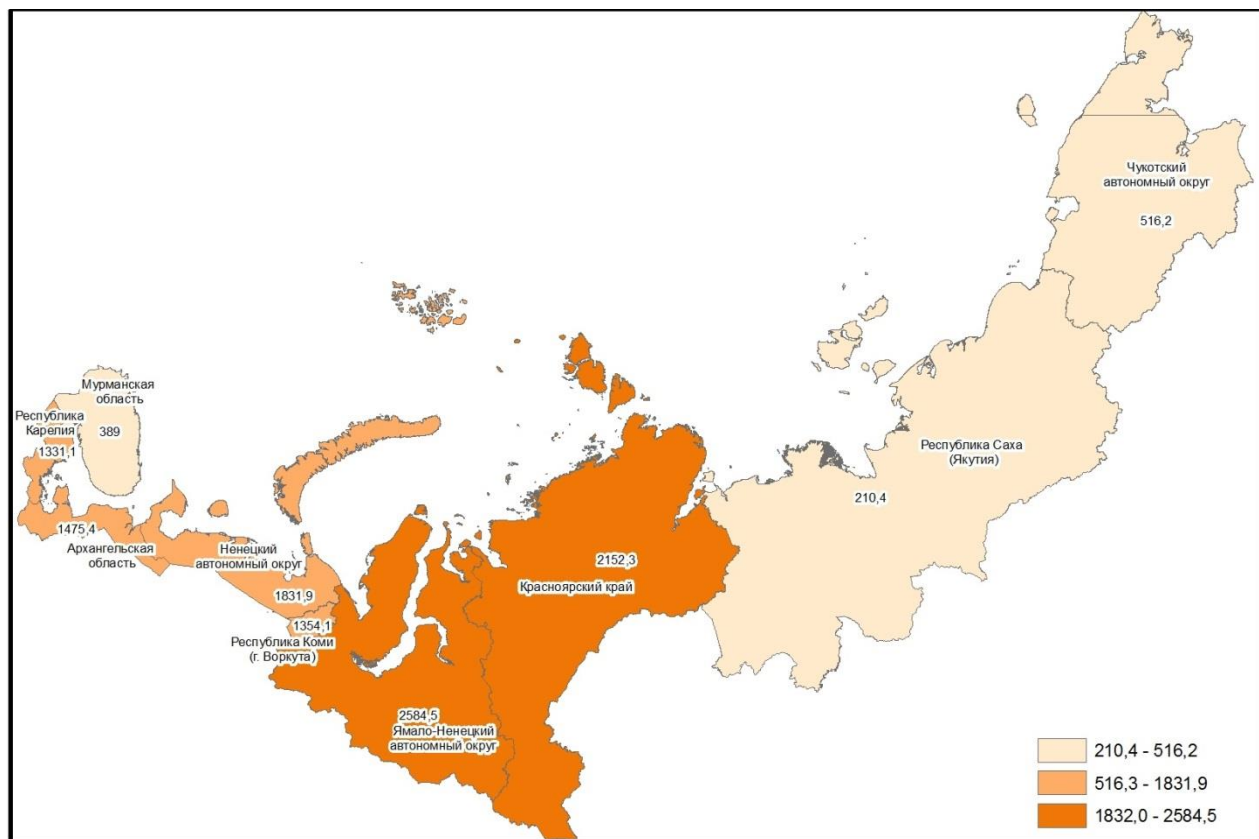 Чукотский
автономный округ
516,2
Мурманская
область
389
Республика
Карелия
1331,1
Республика Саха
(Якутия)
210,4
1475,4
Архангельская
область
Ненецкий
автономный округ
1831,9
2152,3
Красноярский край
1354,1
Республика Коми
(г. Воркута)
2584,5
Ямало-Ненецкий
автономный округ
210,4 - 516,2
516,3 - 1831,9
1832,0 - 2584,5